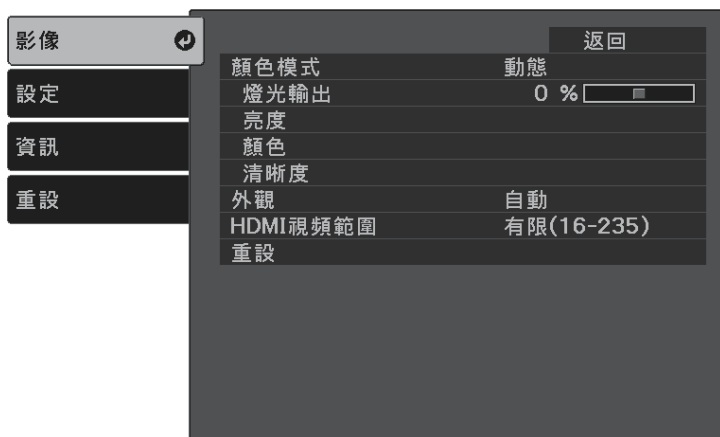 影像
設定
資訊
重設
返回
顏色模式 動態
燈光輸出 0 %
亮度
顏色
清晰度
外觀 自動
HDMI視頻範圍 有限(16-235)
重設